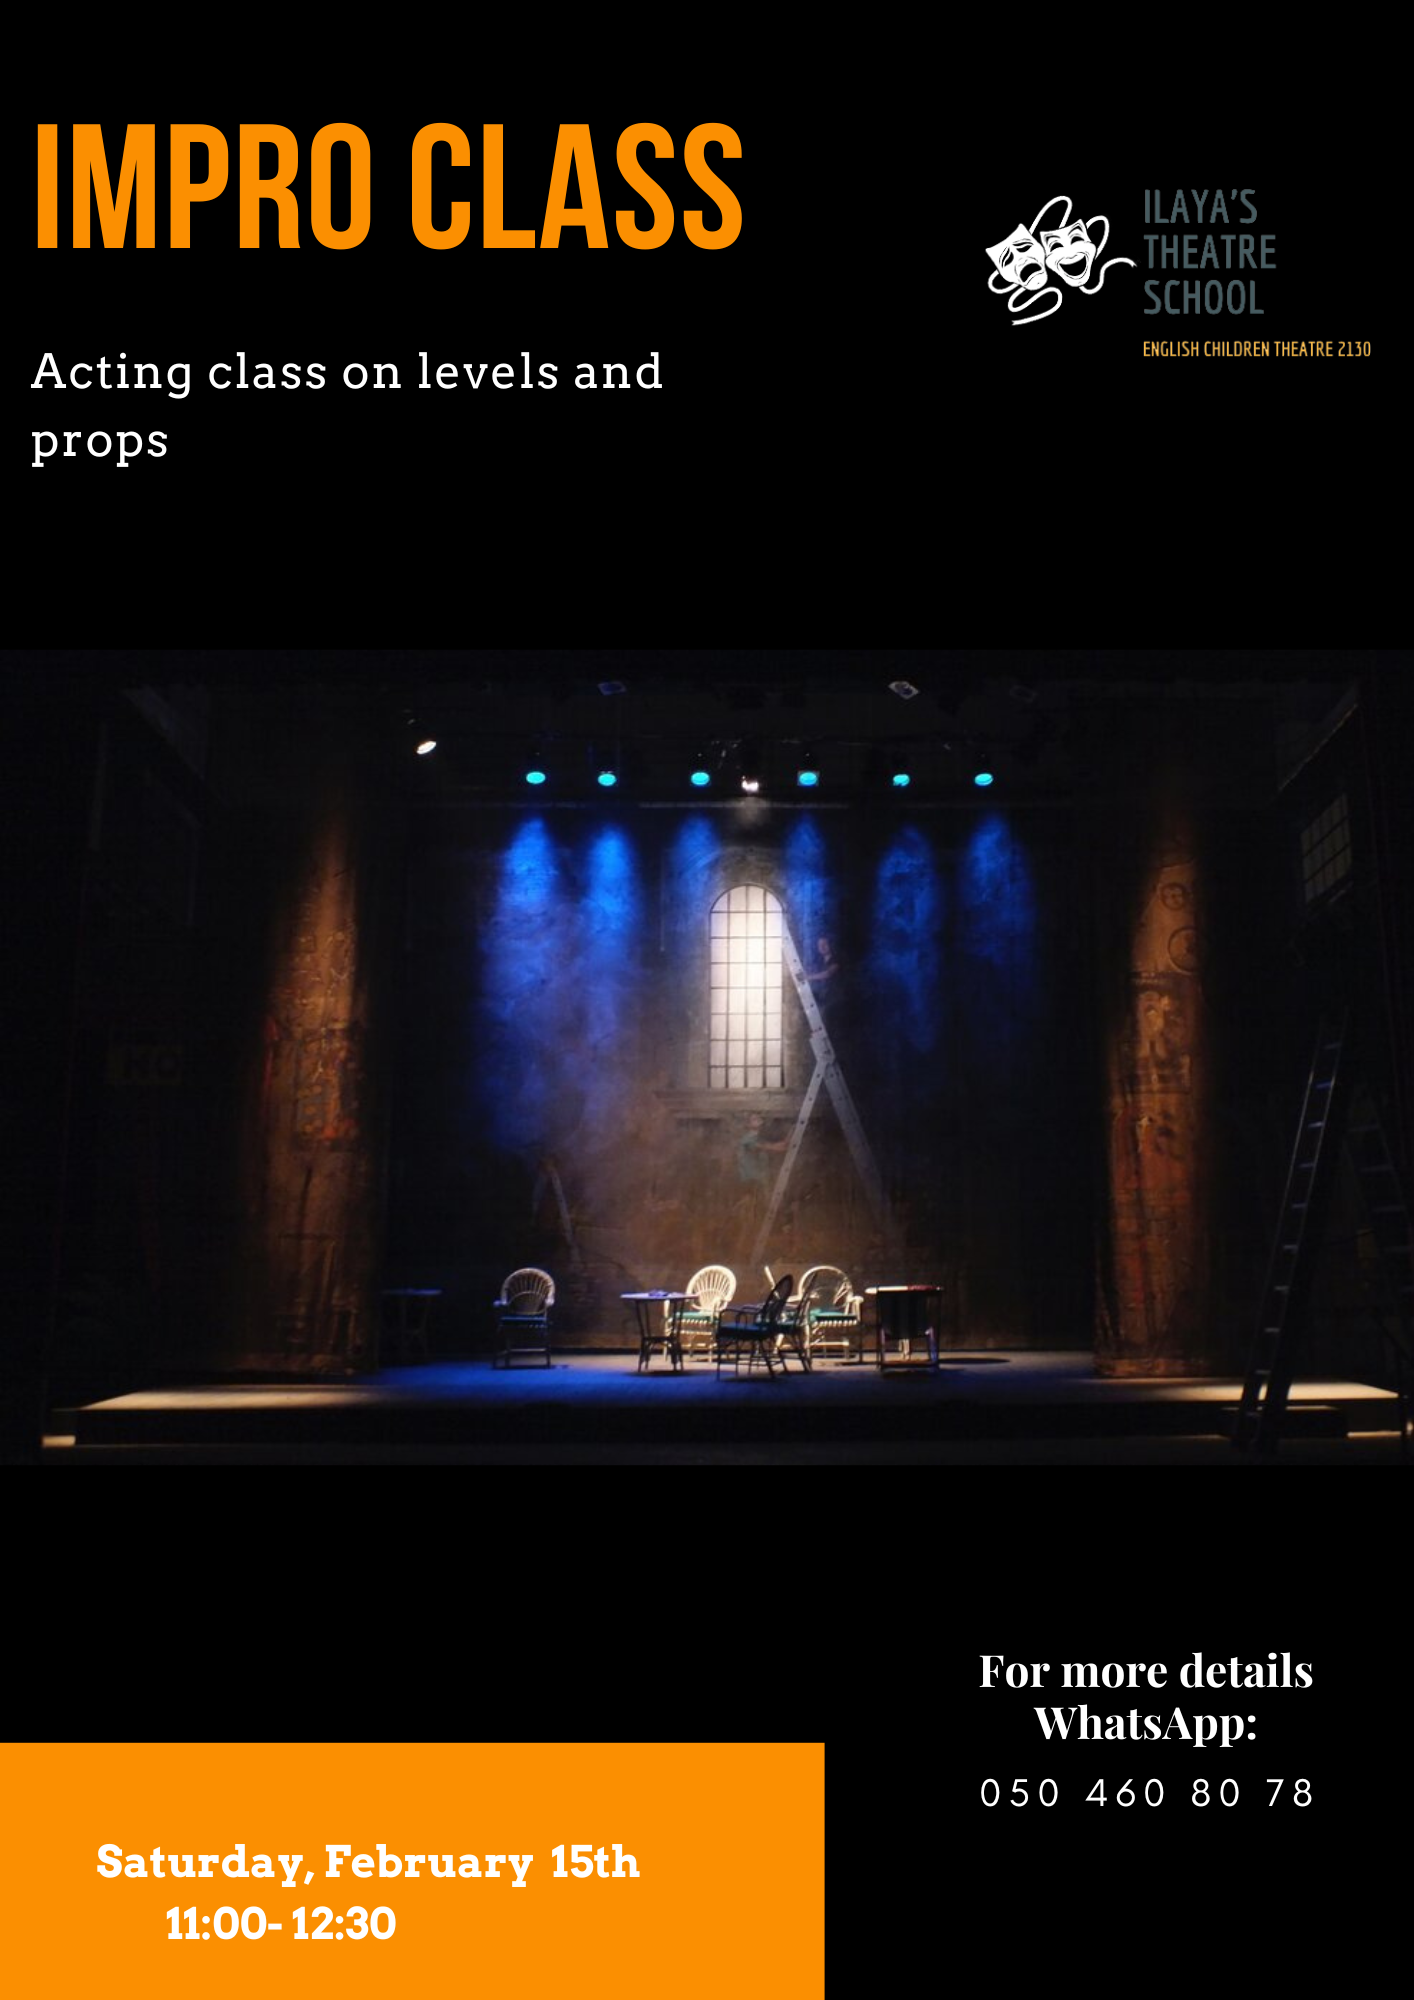 IMPRO CLASS
ILAYA'S
THEATRE
SCHOOL
ENGLISH CHILDREN THEATRE 2130
Acting class on levels and
props
For more details
WhatsApp:
050 460 80 78
Saturday, February 15th
11:00- 12:30